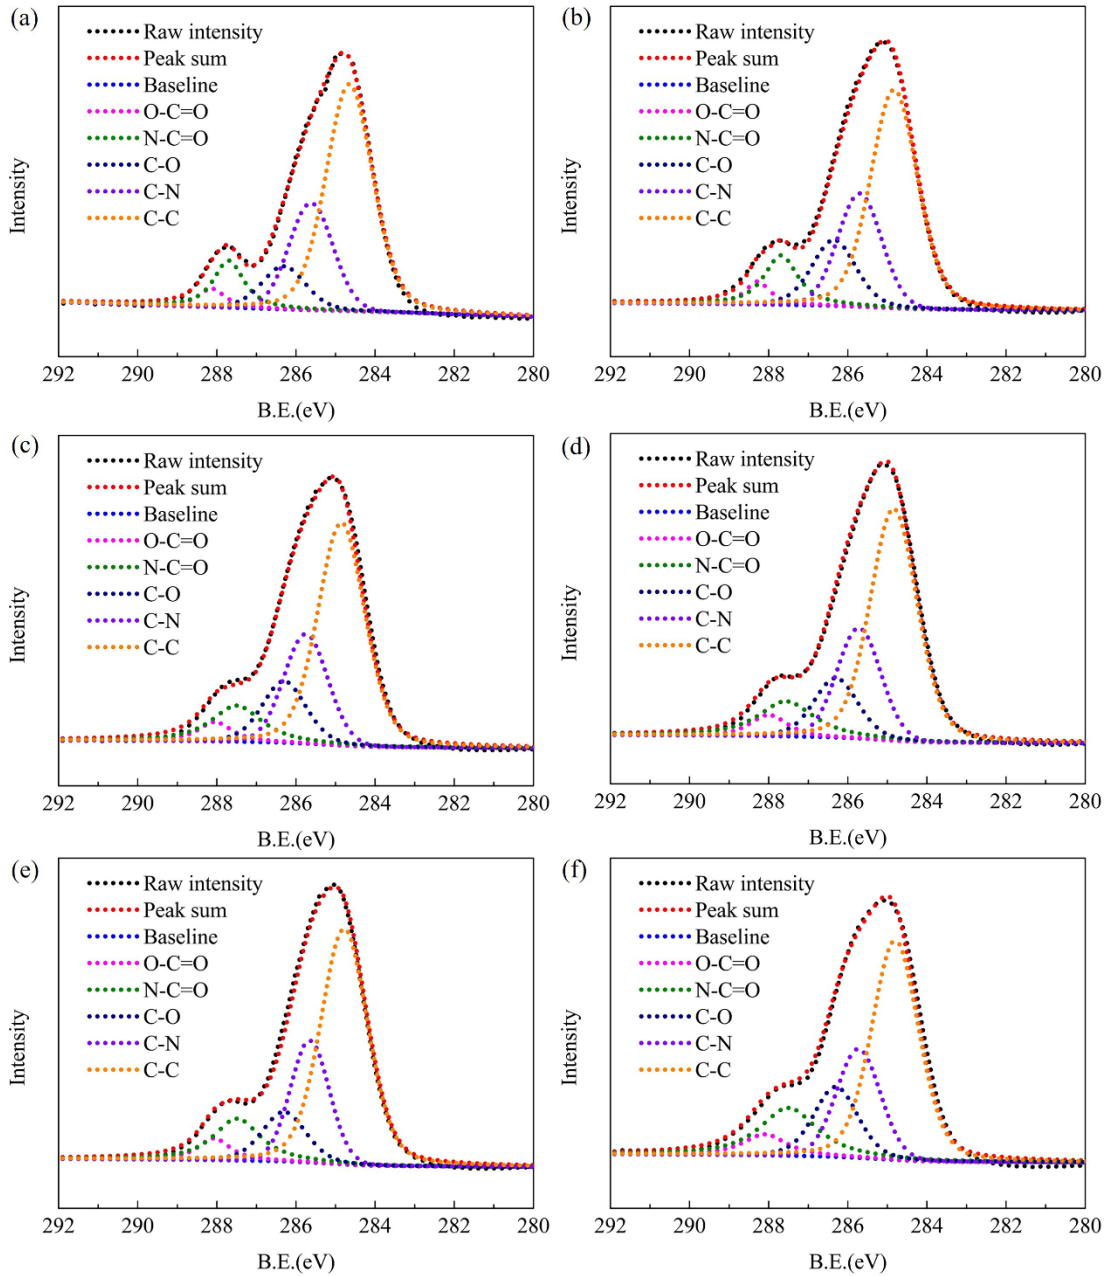 (a)
Raw intensity
Peak sum
Baseline
O-C=O
N-C=O
C-O
C-N
C-C
Intensity
292 290 288 286 284 282 280
B.E.(eV)
(b)
Raw intensity
Peak sum
Baseline
O-C=O
N-C=O
C-O
C-N
C-C
Intensity
292 290 288 286 284 282 280
B.E.(eV)
(c)
Raw intensity
Peak sum
Baseline
O-C=O
N-C=O
C-O
C-N
C-C
Intensity
292 290 288 286 284 282 280
B.E.(eV)
(d)
Raw intensity
Peak sum
Baseline
O-C=O
N-C=O
C-O
C-N
C-C
Intensity
292 290 288 286 284 282 280
B.E.(eV)
(e)
Raw intensity
Peak sum
Baseline
O-C=O
N-C=O
C-O
C-N
C-C
Intensity
292 290 288 286 284 282 280
B.E.(eV)
(f)
Raw intensity
Peak sum
Baseline
O-C=O
N-C=O
C-O
C-N
C-C
Intensity
292 290 288 286 284 282 280
B.E.(eV)